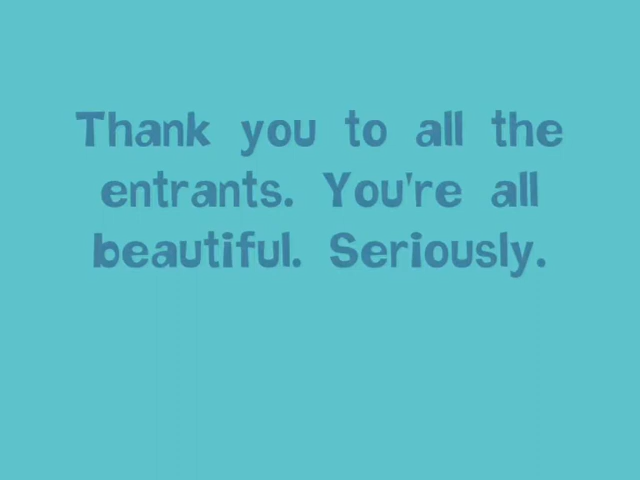 Thank you to all the
entrants. You're all
beautiful. Seriously.